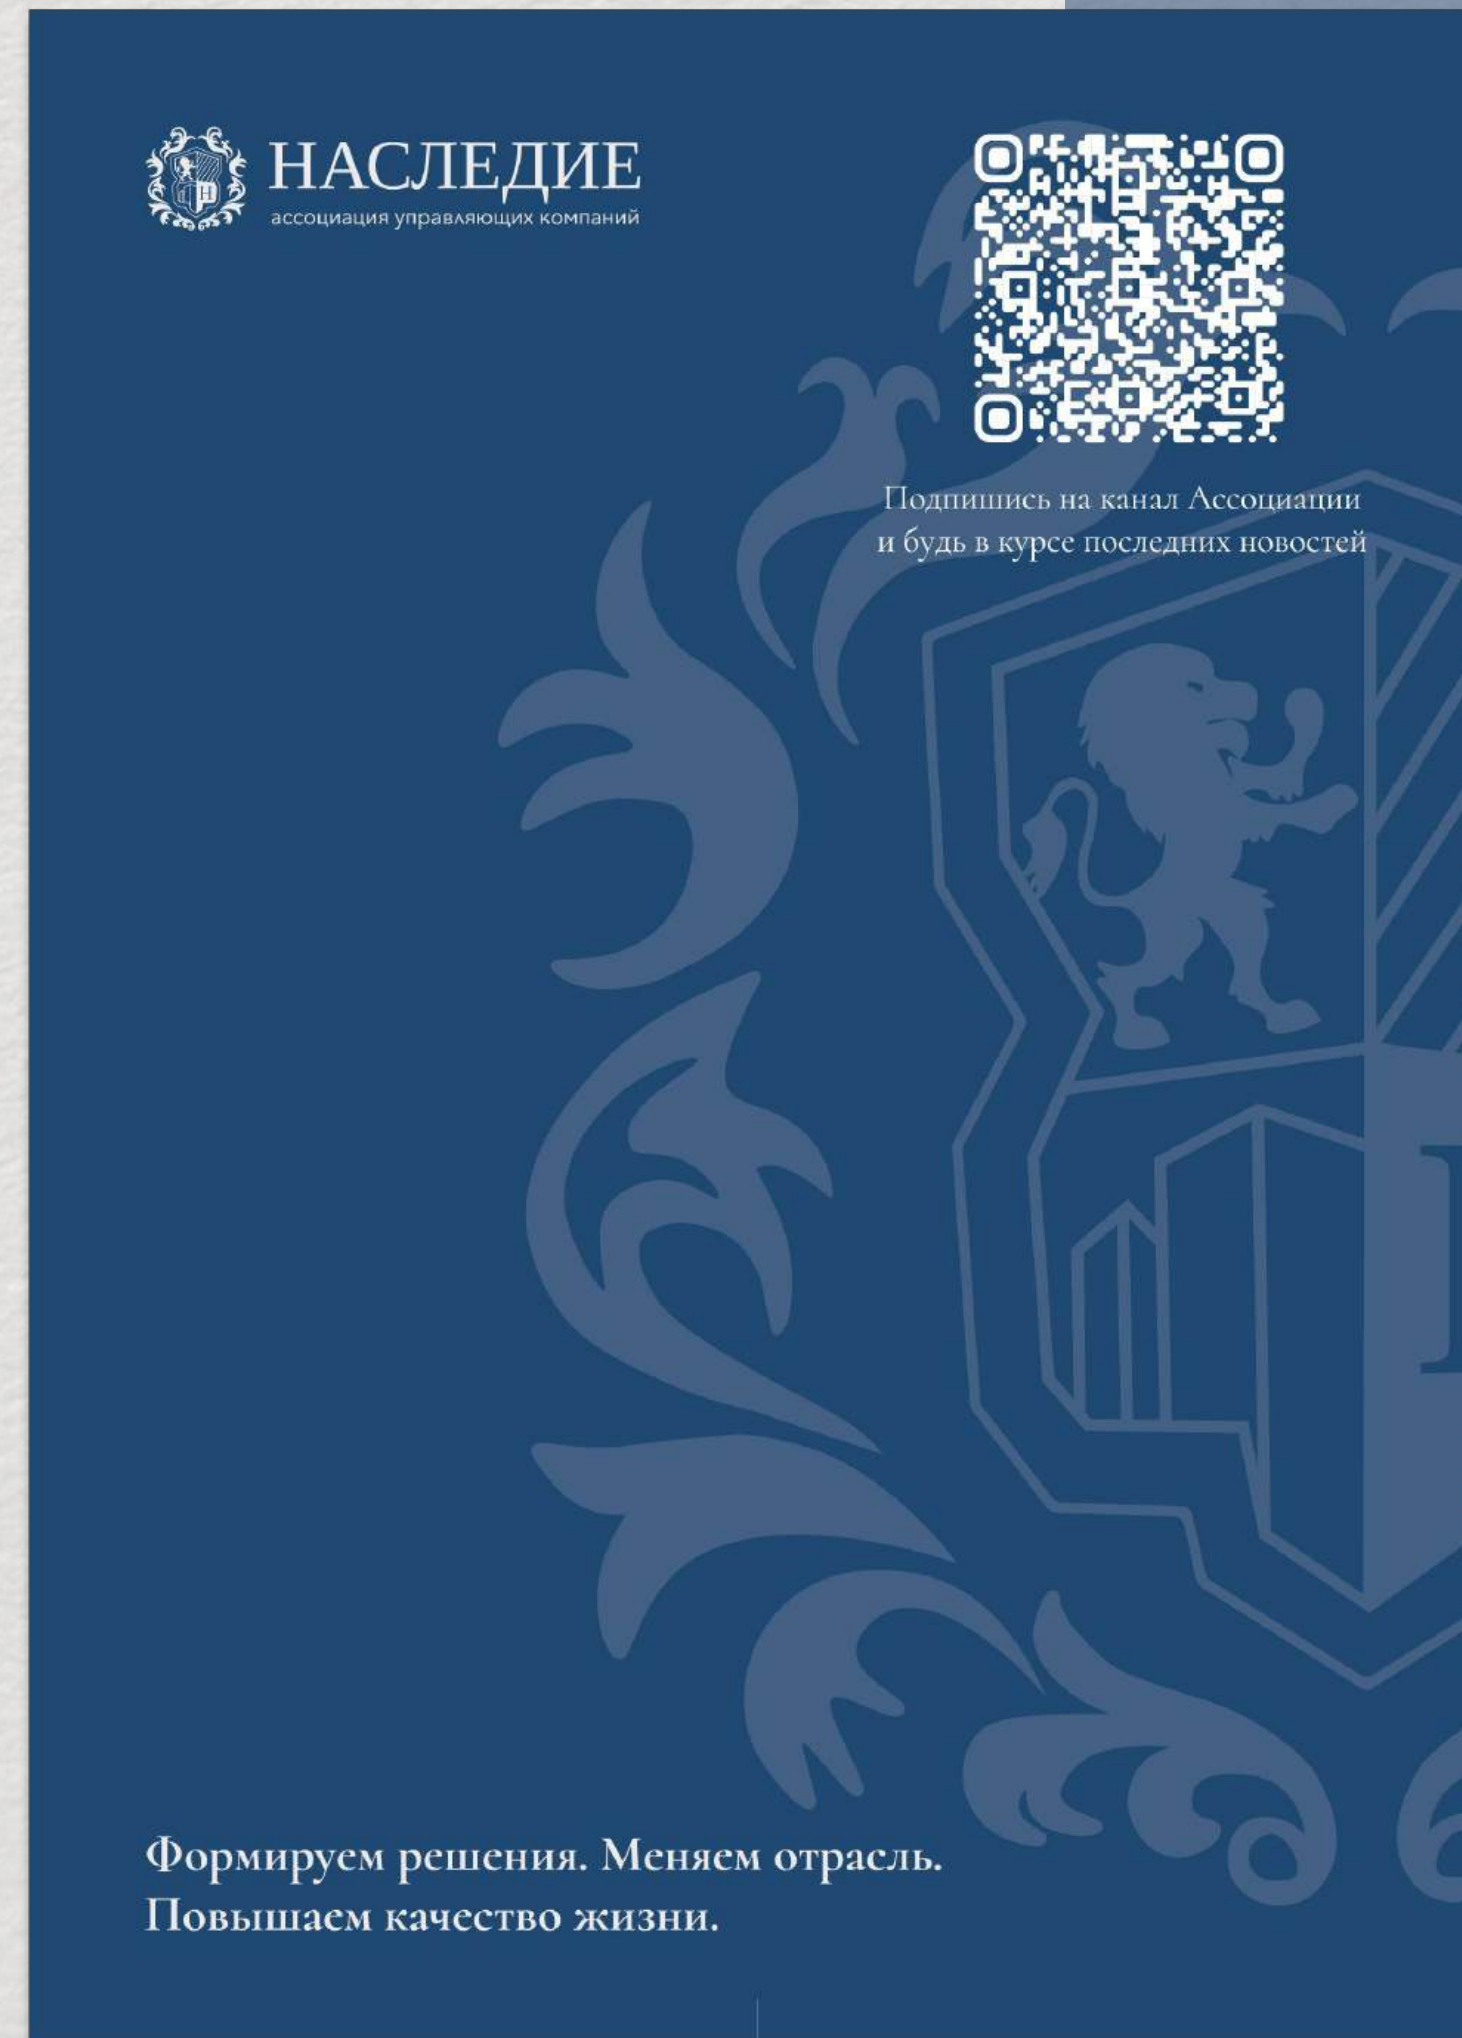 НАСЛЕДИЕ
ассоциация управляющих компаний
Подпишись на канал Ассоциации
и будь в курсе последних новостей
Н
Формируем решения. Меняем отрасль.
Повышаем качество жизни.